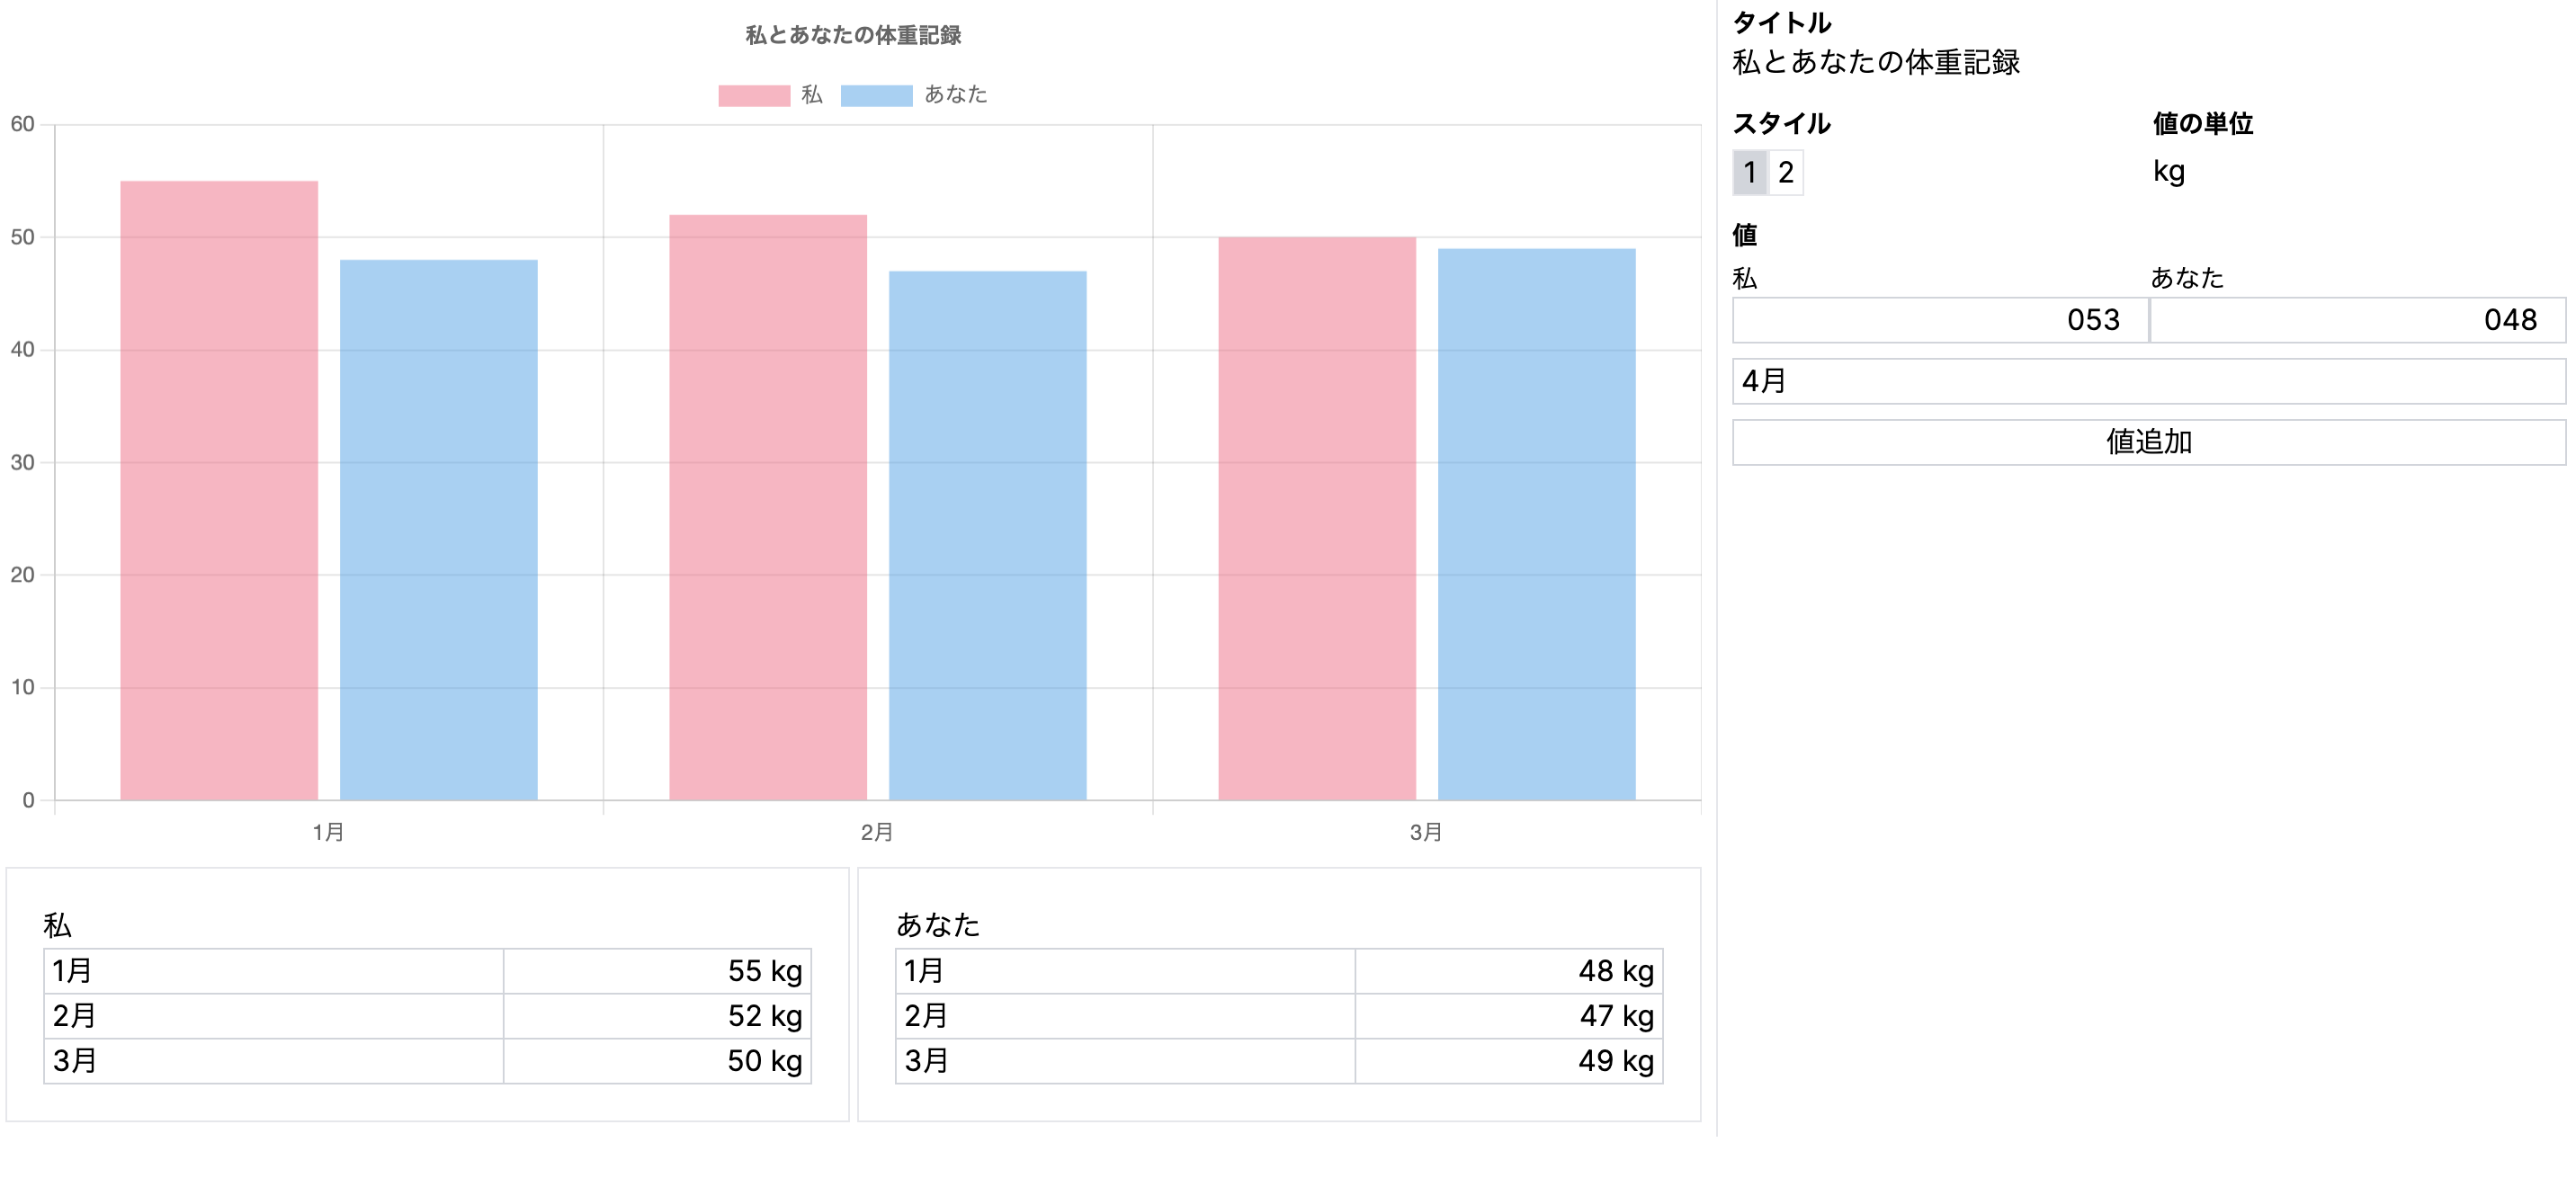 私とあなたの体重記録
私 あなた
60
50
40
30
20
10
0
1月 2月 3月
私
1月 55 kg
2月 52 kg
3月 50 kg
あなた
1月 48 kg
2月 47 kg
3月 49 kg
タイトル
私とあなたの体重記録
スタイル 値の単位
1 2 kg
値
私 あなた
053 048
4月
値追加